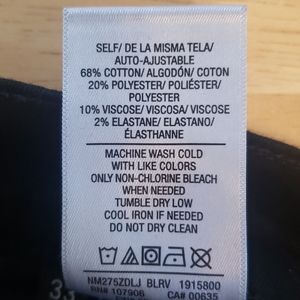 SELF/ DE LA MISMA TELA/
AUTO-AJUSTABLE
68% COTTON/ ALGODÓN/ COTON
20% POLYESTER/ POLIÉSTER/
POLYESTER
10% VISCOSE/ VISCOSA/ VISCOSE
2% ELASTANE/ ELASTANO/
ÉLASTHANNE
MACHINE WASH COLD
WITH LIKE COLORS
ONLY NON-CHLORINE BLEACH
WHEN NEEDED
TUMBLE DRY LOW
COOL IRON IF NEEDED
DO NOT DRY CLEAN
NM275ZDLJ BLRV 1915800
RN# 107906 CA# 00635